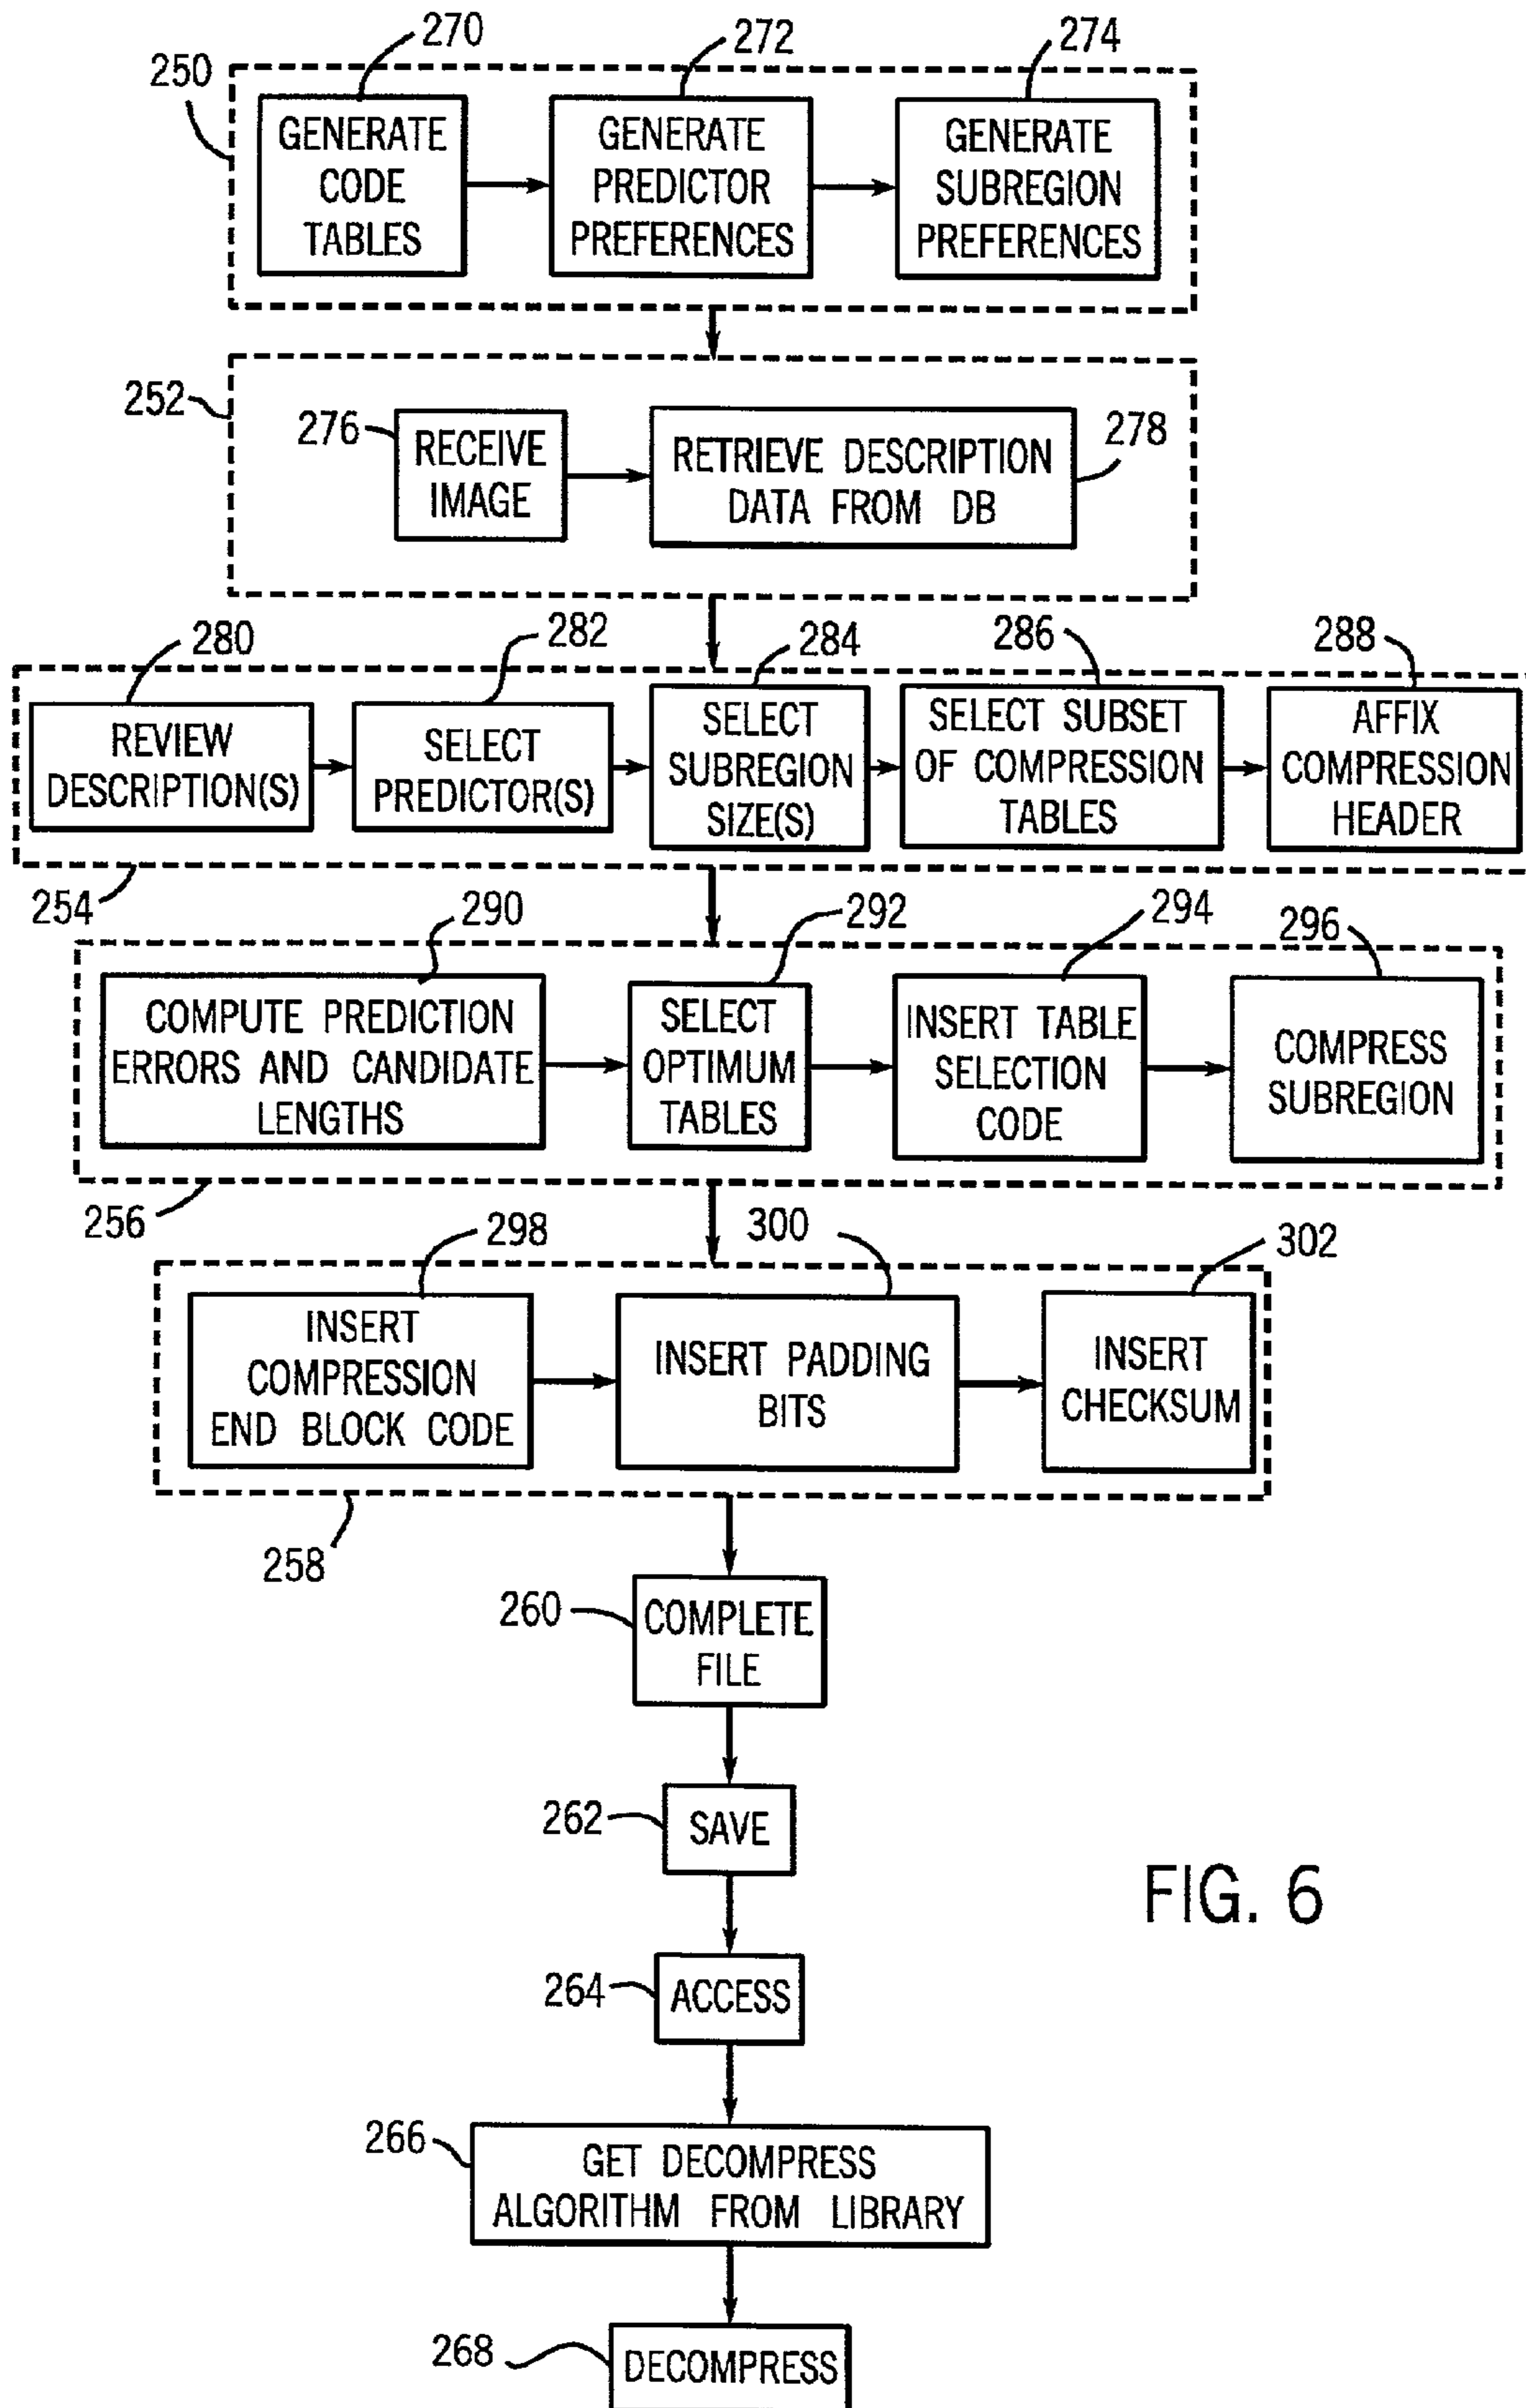 270
272
274
250
GENERATE
CODE
TABLES
GENERATE
PREDICTOR
PREFERENCES
GENERATE
SUBREGION
PREFERENCES
252
276
RECEIVE
IMAGE
RETRIEVE DESCRIPTION
DATA FROM DB
278
280
282
284
286
288
REVIEW
DESCRIPTION(S)
SELECT
PREDICTOR(S)
SELECT
SUBREGION
SIZE(S)
SELECT SUBSET
OF COMPRESSION
TABLES
AFFIX
COMPRESSION
HEADER
254
290
292
294
296
COMPUTE PREDICTION
ERRORS AND CANDIDATE
LENGTHS
SELECT
OPTIMUM
TABLES
INSERT TABLE
SELECTION
CODE
COMPRESS
SUBREGION
256
298
300
302
INSERT
COMPRESSION
END BLOCK CODE
INSERT PADDING
BITS
INSERT
CHECKSUM
258
260
COMPLETE
FILE
262
SAVE
FIG. 6
264
ACCESS
266
GET DECOMPRESS
ALGORITHM FROM LIBRARY
268
DECOMPRESS